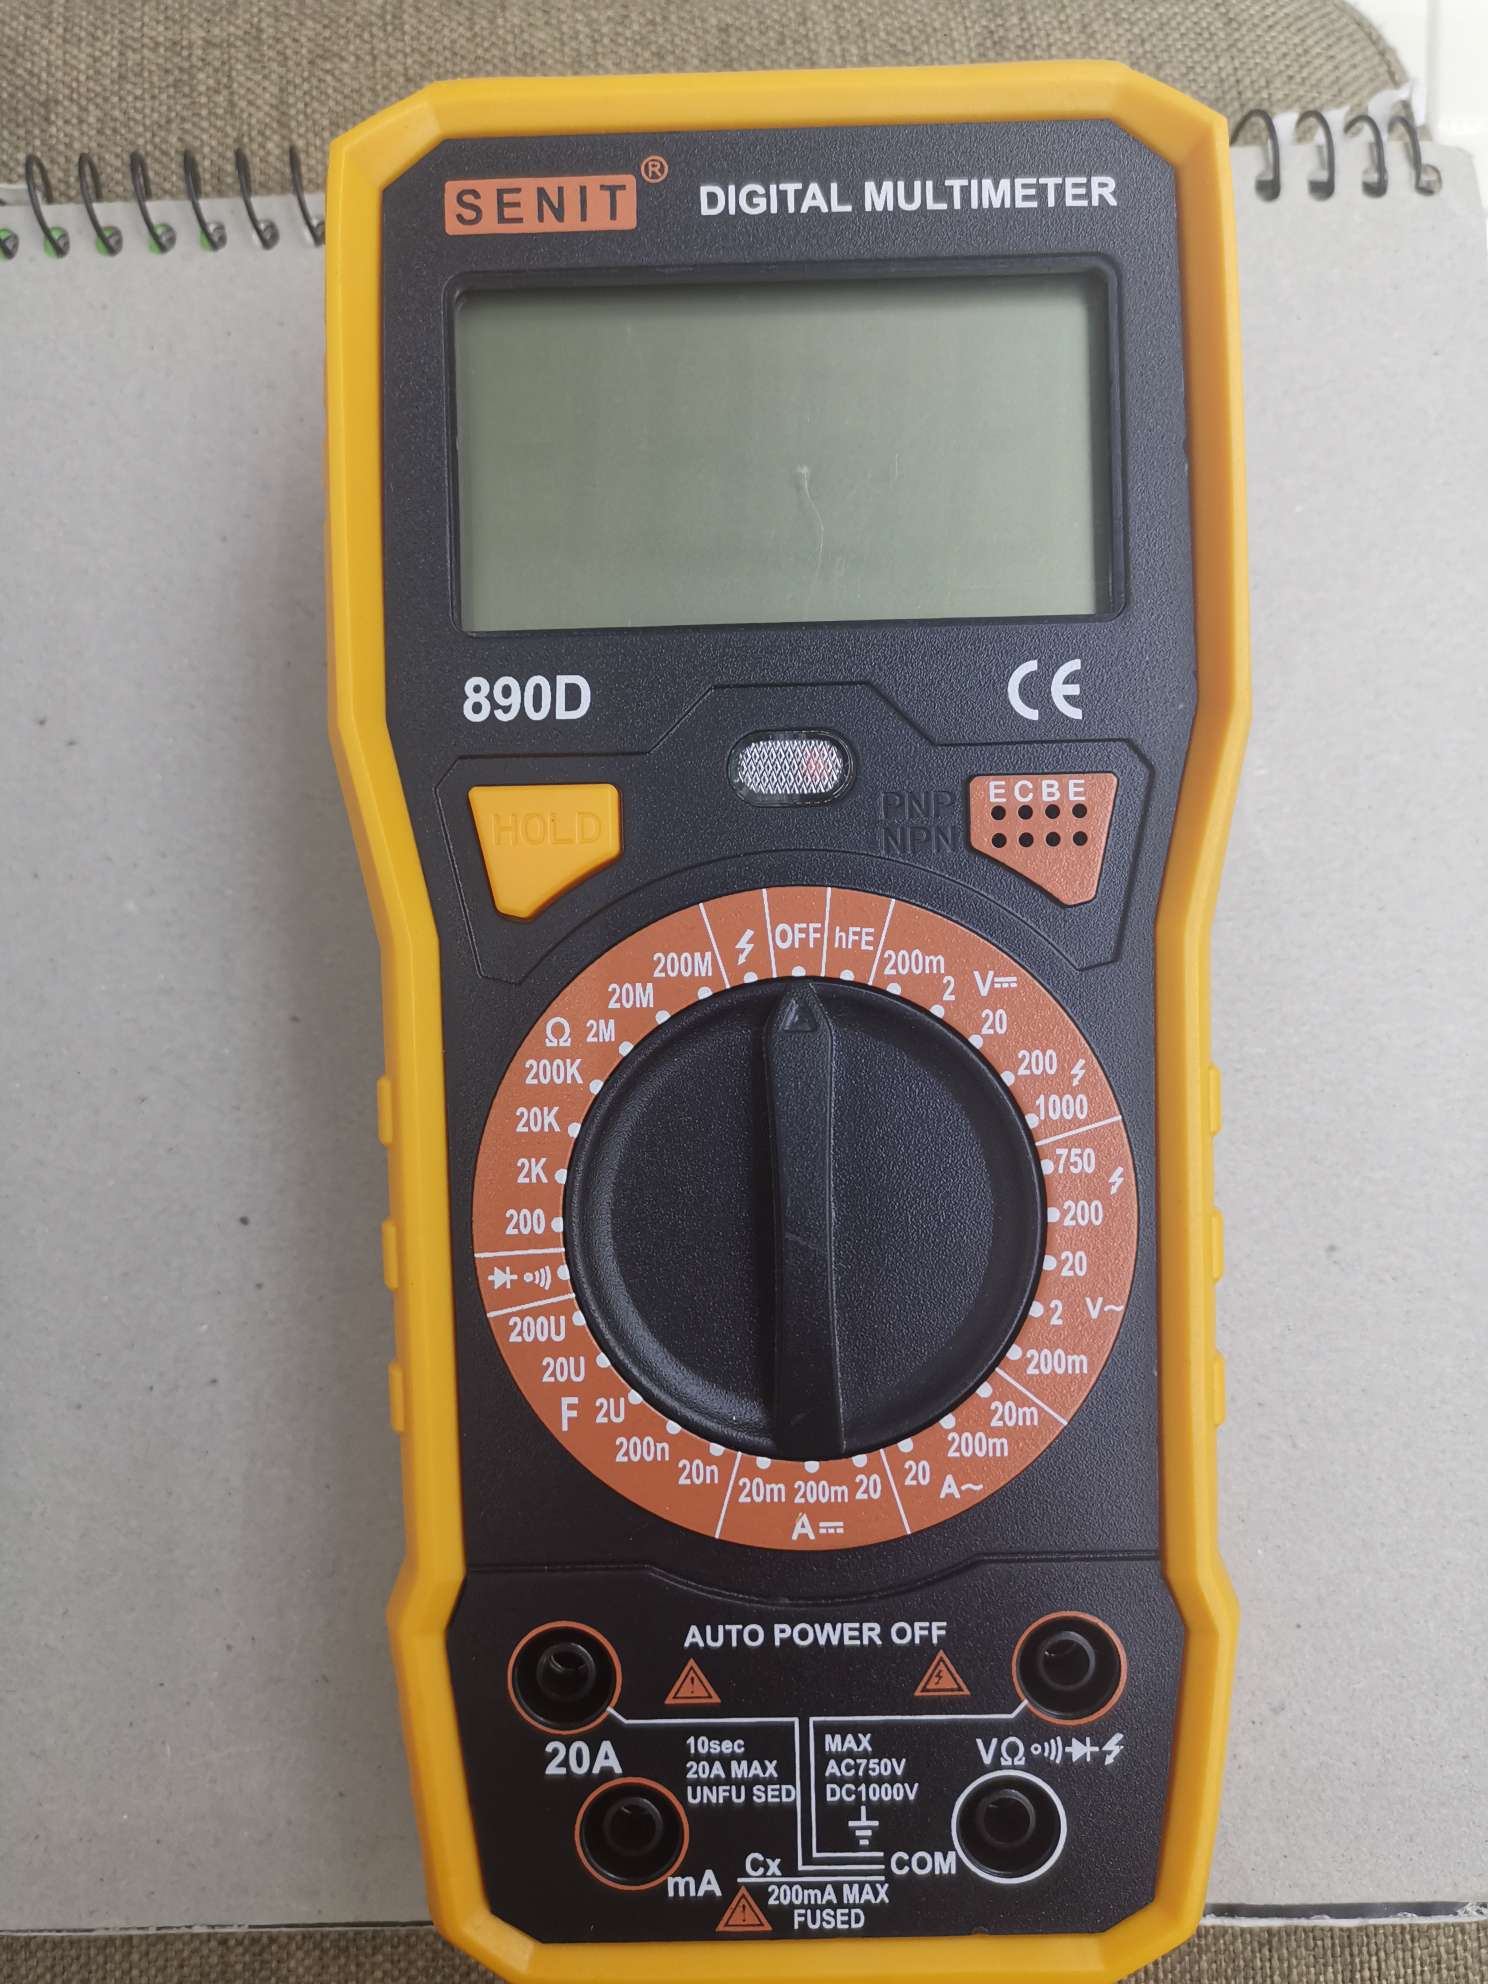 SENIT®
DIGITAL MULTIMETER
890D
CE
HOLD
PNP
NPN
E C B E
OFF
hFE
200m
2
V
20
200
1000
750
200
20
2
V~
200m
20m
200m
20
A~
20
200m
20m
A
20n
200n
2U
F
20U
200U
200
2K
20K
200K
Ω
2M
20M
200M
AUTO POWER OFF
20A
10sec
20A MAX
UNFU SED
MAX
AC750V
DC1000V
VΩ
mA
Cx
COM
200mA MAX
FUSED